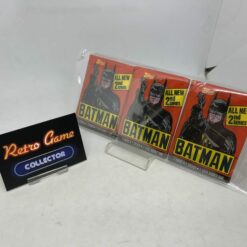 Retro Game
COLLECTOR
Topps
ALL NEW
2nd Series
BATMAN
ALL NEW
2nd Series
BATMAN
Topps
ALL NEW
2nd Series
BATMAN